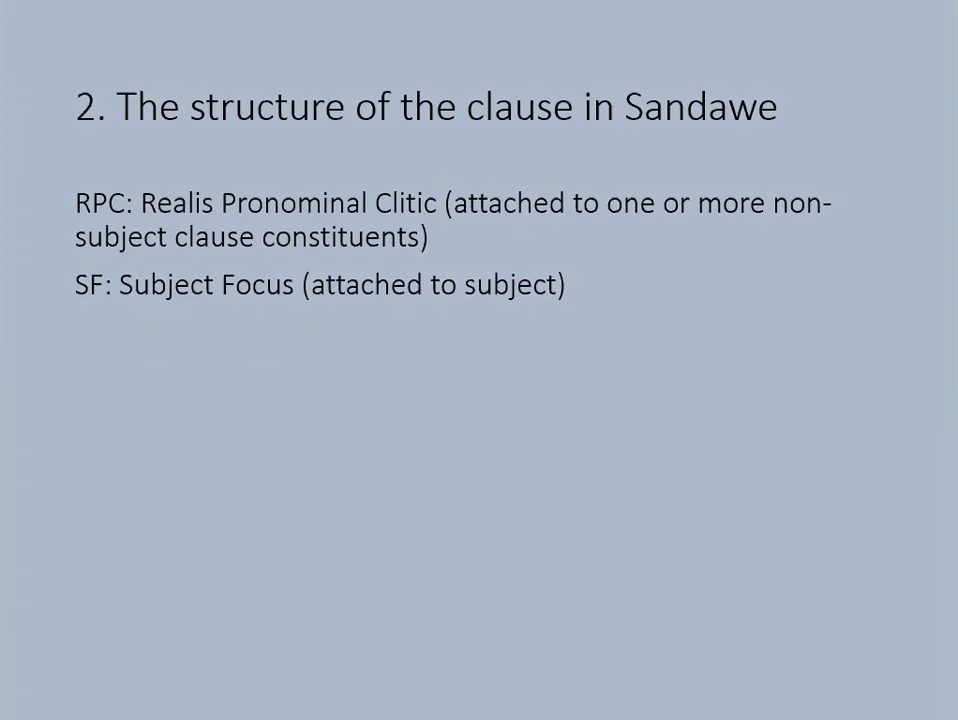 2. The structure of the clause in Sandawe
RPC: Realis Pronominal Clitic (attached to one or more non-
subject clause constituents)
SF: Subject Focus (attached to subject)